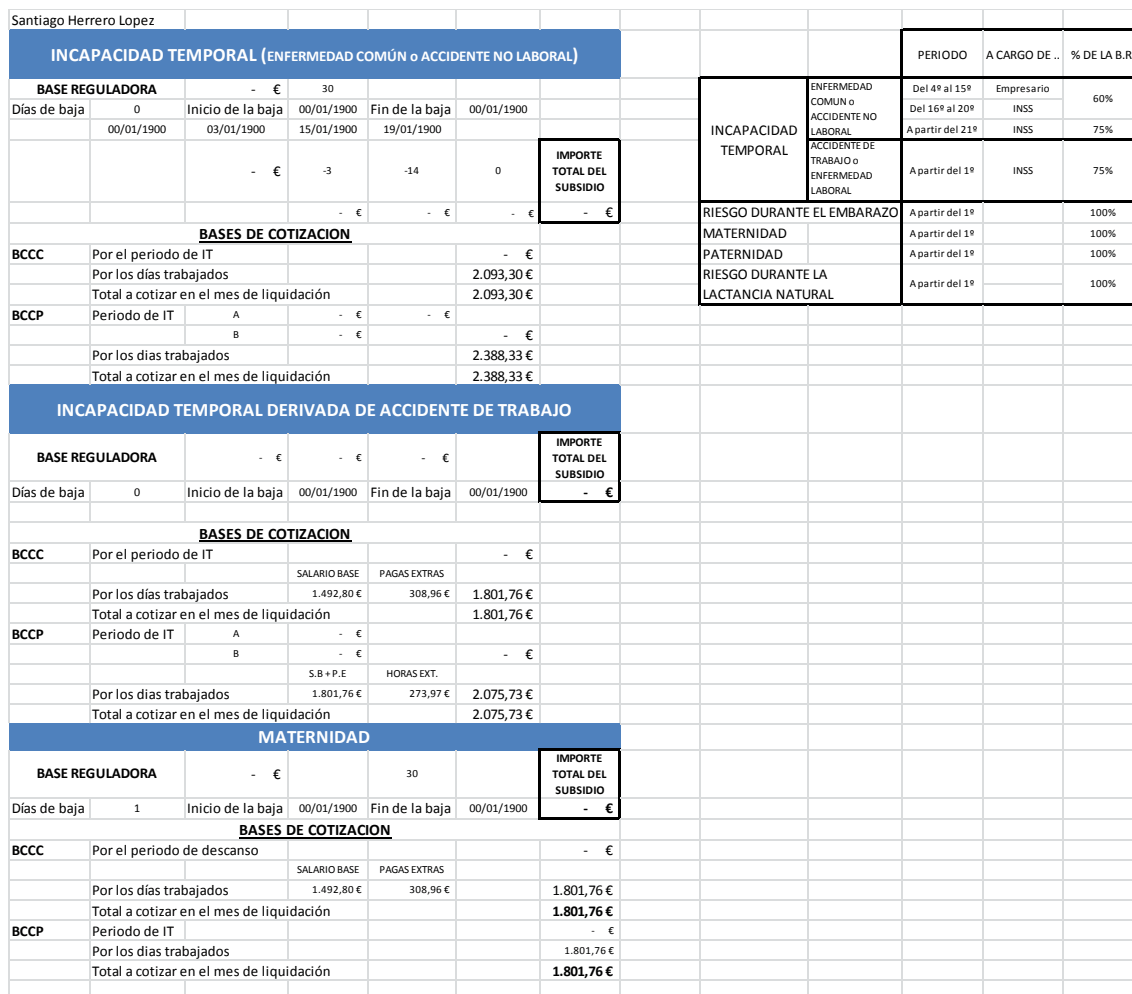 Santiago Herrero Lopez
INCAPACIDAD TEMPORAL (ENFERMEDAD COMÚN o ACCIDENTE NO LABORAL)
BASE REGULADORA - € 30
Días de baja 0 Inicio de la baja 00/01/1900 Fin de la baja 00/01/1900
00/01/1900 03/01/1900 15/01/1900 19/01/1900
- € -3 -14 0 IMPORTE TOTAL DEL SUBSIDIO
- € - € - € - €
BASES DE COTIZACION
BCCC Por el periodo de IT - €
Por los días trabajados 2.093,30 €
Total a cotizar en el mes de liquidación 2.093,30 €
BCCP Periodo de IT A - € - €
B - € - €
Por los dias trabajados 2.388,33 €
Total a cotizar en el mes de liquidación 2.388,33 €
INCAPACIDAD TEMPORAL DERIVADA DE ACCIDENTE DE TRABAJO
BASE REGULADORA - € - € - € IMPORTE TOTAL DEL SUBSIDIO
Días de baja 0 Inicio de la baja 00/01/1900 Fin de la baja 00/01/1900 - €
BASES DE COTIZACION
BCCC Por el periodo de IT - €
SALARIO BASE PAGAS EXTRAS
Por los días trabajados 1.492,80 € 308,96 € 1.801,76 €
Total a cotizar en el mes de liquidación 1.801,76 €
BCCP Periodo de IT A - €
B - € - €
S.B + P.E HORAS EXT.
Por los dias trabajados 1.801,76 € 273,97 € 2.075,73 €
Total a cotizar en el mes de liquidación 2.075,73 €
MATERNIDAD
BASE REGULADORA - € 30 IMPORTE TOTAL DEL SUBSIDIO
Días de baja 1 Inicio de la baja 00/01/1900 Fin de la baja 00/01/1900 - €
BASES DE COTIZACION
BCCC Por el periodo de descanso - €
SALARIO BASE PAGAS EXTRAS
Por los días trabajados 1.492,80 € 308,96 € 1.801,76 €
Total a cotizar en el mes de liquidación 1.801,76 €
BCCP Periodo de IT - €
Por los dias trabajados 1.801,76 €
Total a cotizar en el mes de liquidación 1.801,76 €
PERIODO A CARGO DE .. % DE LA B.R
INCAPACIDAD TEMPORAL
ENFERMEDAD COMUN o ACCIDENTE NO LABORAL
Del 4º al 15º Empresario 60%
Del 16º al 20º INSS
A partir del 21º INSS 75%
ACCIDENTE DE TRABAJO o ENFERMEDAD LABORAL
A partir del 1º INSS 75%
RIESGO DURANTE EL EMBARAZO A partir del 1º 100%
MATERNIDAD A partir del 1º 100%
PATERNIDAD A partir del 1º 100%
RIESGO DURANTE LA
LACTANCIA NATURAL A partir del 1º 100%